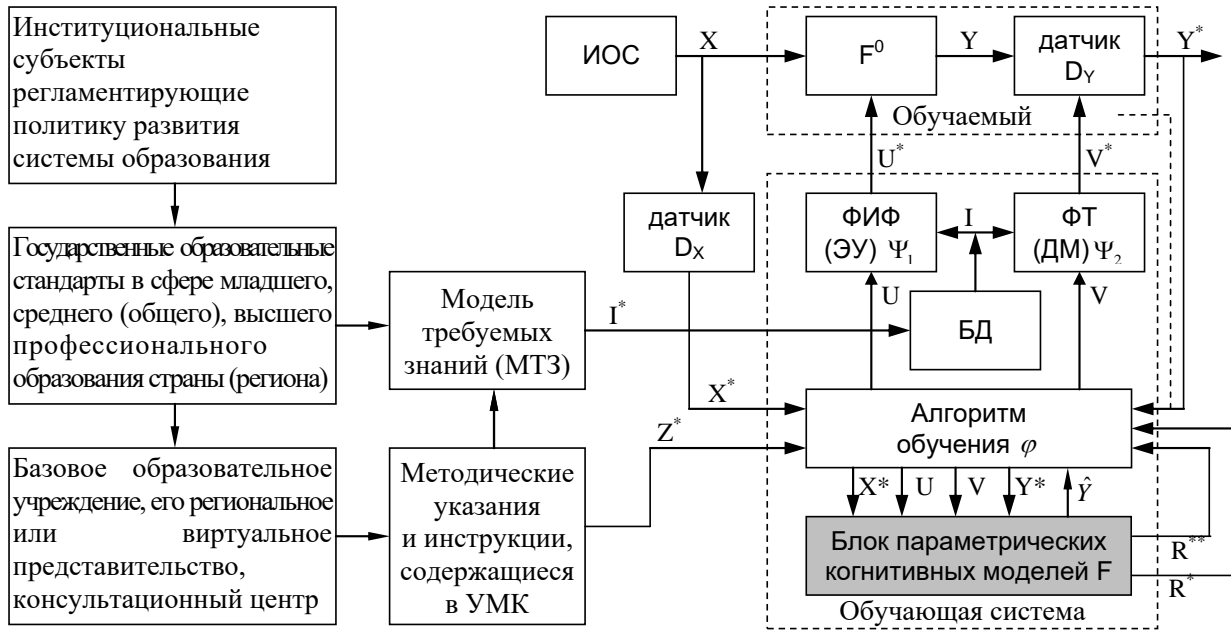 Институциональные
субъекты
регламентирующие
политику развития
системы образования
Государственные образовательные
стандарты в сфере младшего,
среднего (общего), высшего
профессионального
образования страны (региона)
Базовое образовательное
учреждение, его региональное
или виртуальное
представительство,
консультационный центр
Модель
требуемых
знаний (МТЗ)
Методические
указания
и инструкции,
содержащиеся
в УМК
ИОС
X
F⁰
Y
датчик
D_Y
Y*
Обучаемый
U*
V*
датчик
D_X
ФИФ
(ЭУ) Ψ₁
I
ФТ
(ДМ) Ψ₂
U
V
I*
БД
X*
Z*
Алгоритм
обучения φ
X* U V Y* Ŷ
Блок параметрических
когнитивных моделей F
R**
R*
Обучающая система